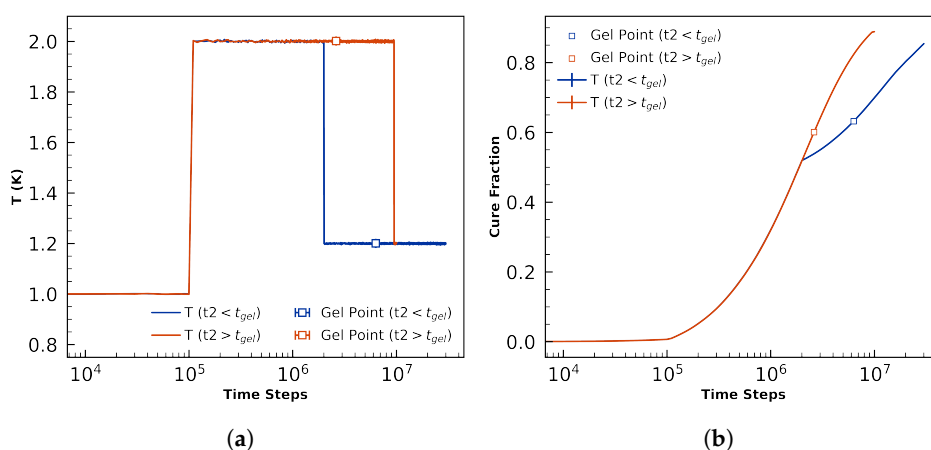 2.0
1.8
1.6
1.4
1.2
1.0
0.8
T (K)
T (t2 < t_gel)
T (t2 > t_gel)
Gel Point (t2 < t_gel)
Gel Point (t2 > t_gel)
10^4 10^5 10^6 10^7
Time Steps
(a)
0.8
0.6
0.4
0.2
0.0
Cure Fraction
Gel Point (t2 < t_gel)
Gel Point (t2 > t_gel)
T (t2 < t_gel)
T (t2 > t_gel)
10^4 10^5 10^6 10^7
Time Steps
(b)